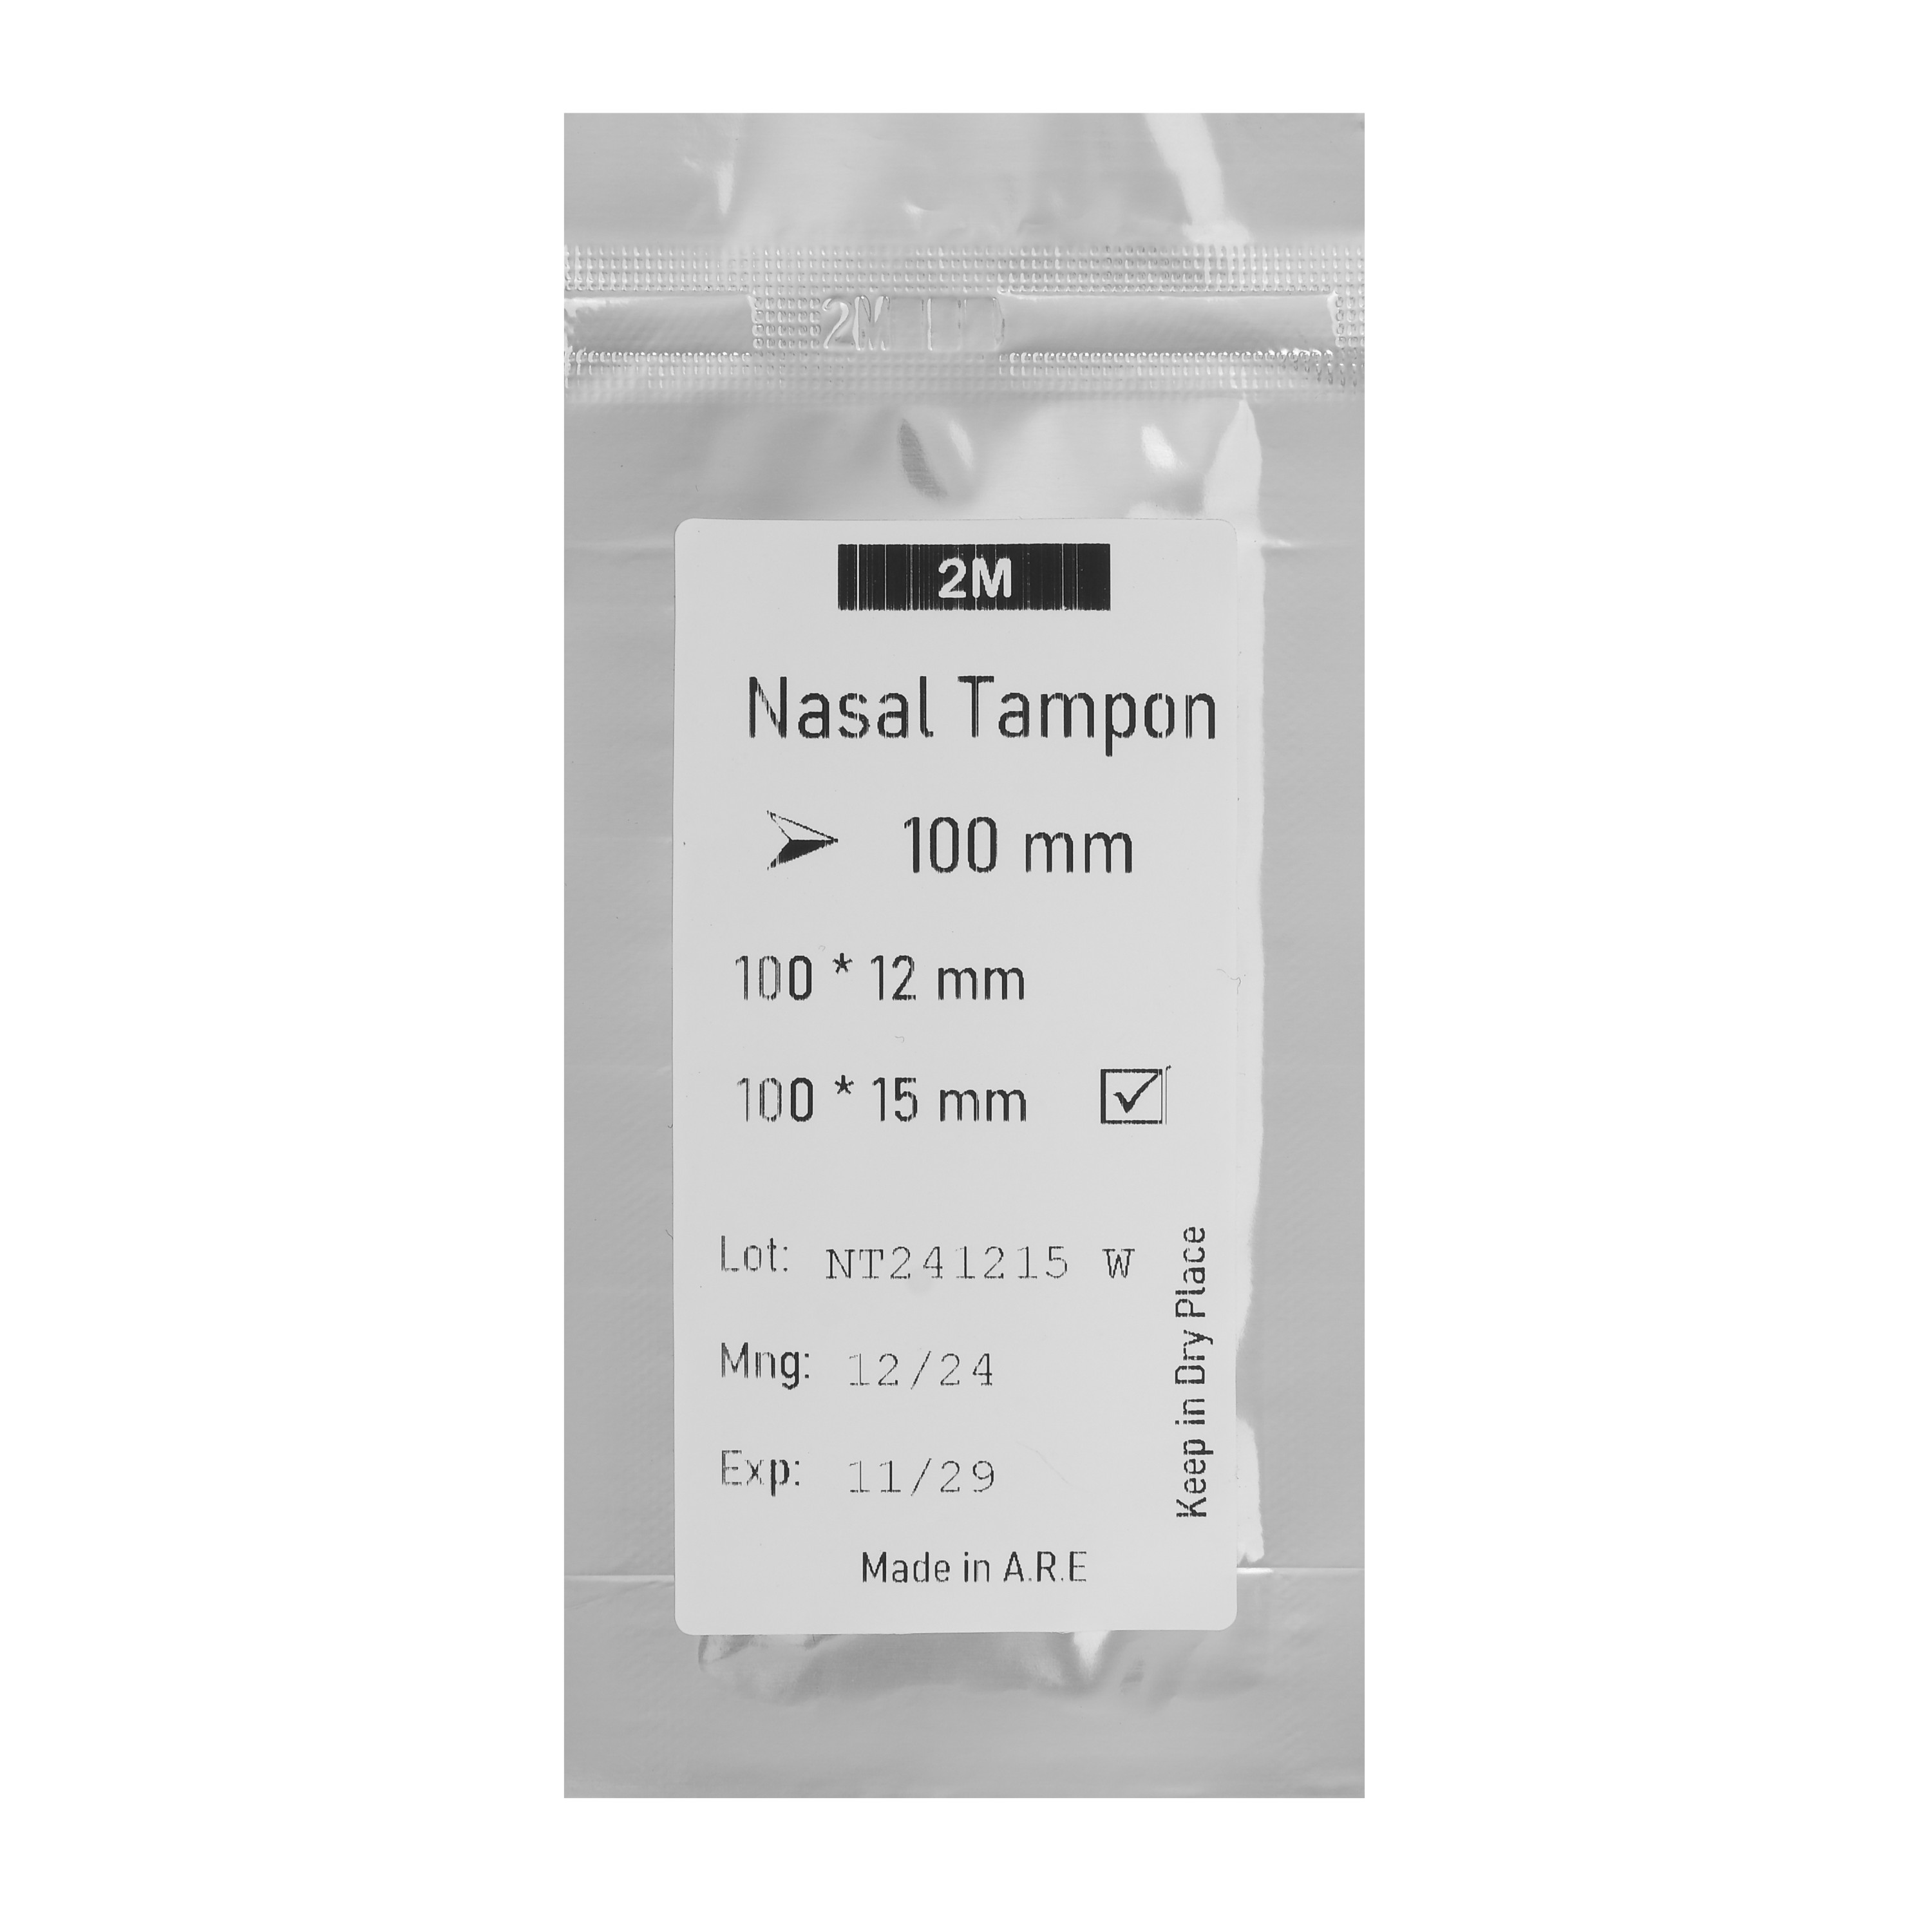 2M
2M
Nasal Tampon
➢ 100 mm
100 * 12 mm
100 * 15 mm ☑
Lot: NT241215 W
Mng: 12/24
Exp: 11/29
Keep in Dry Place
Made in A.R.E